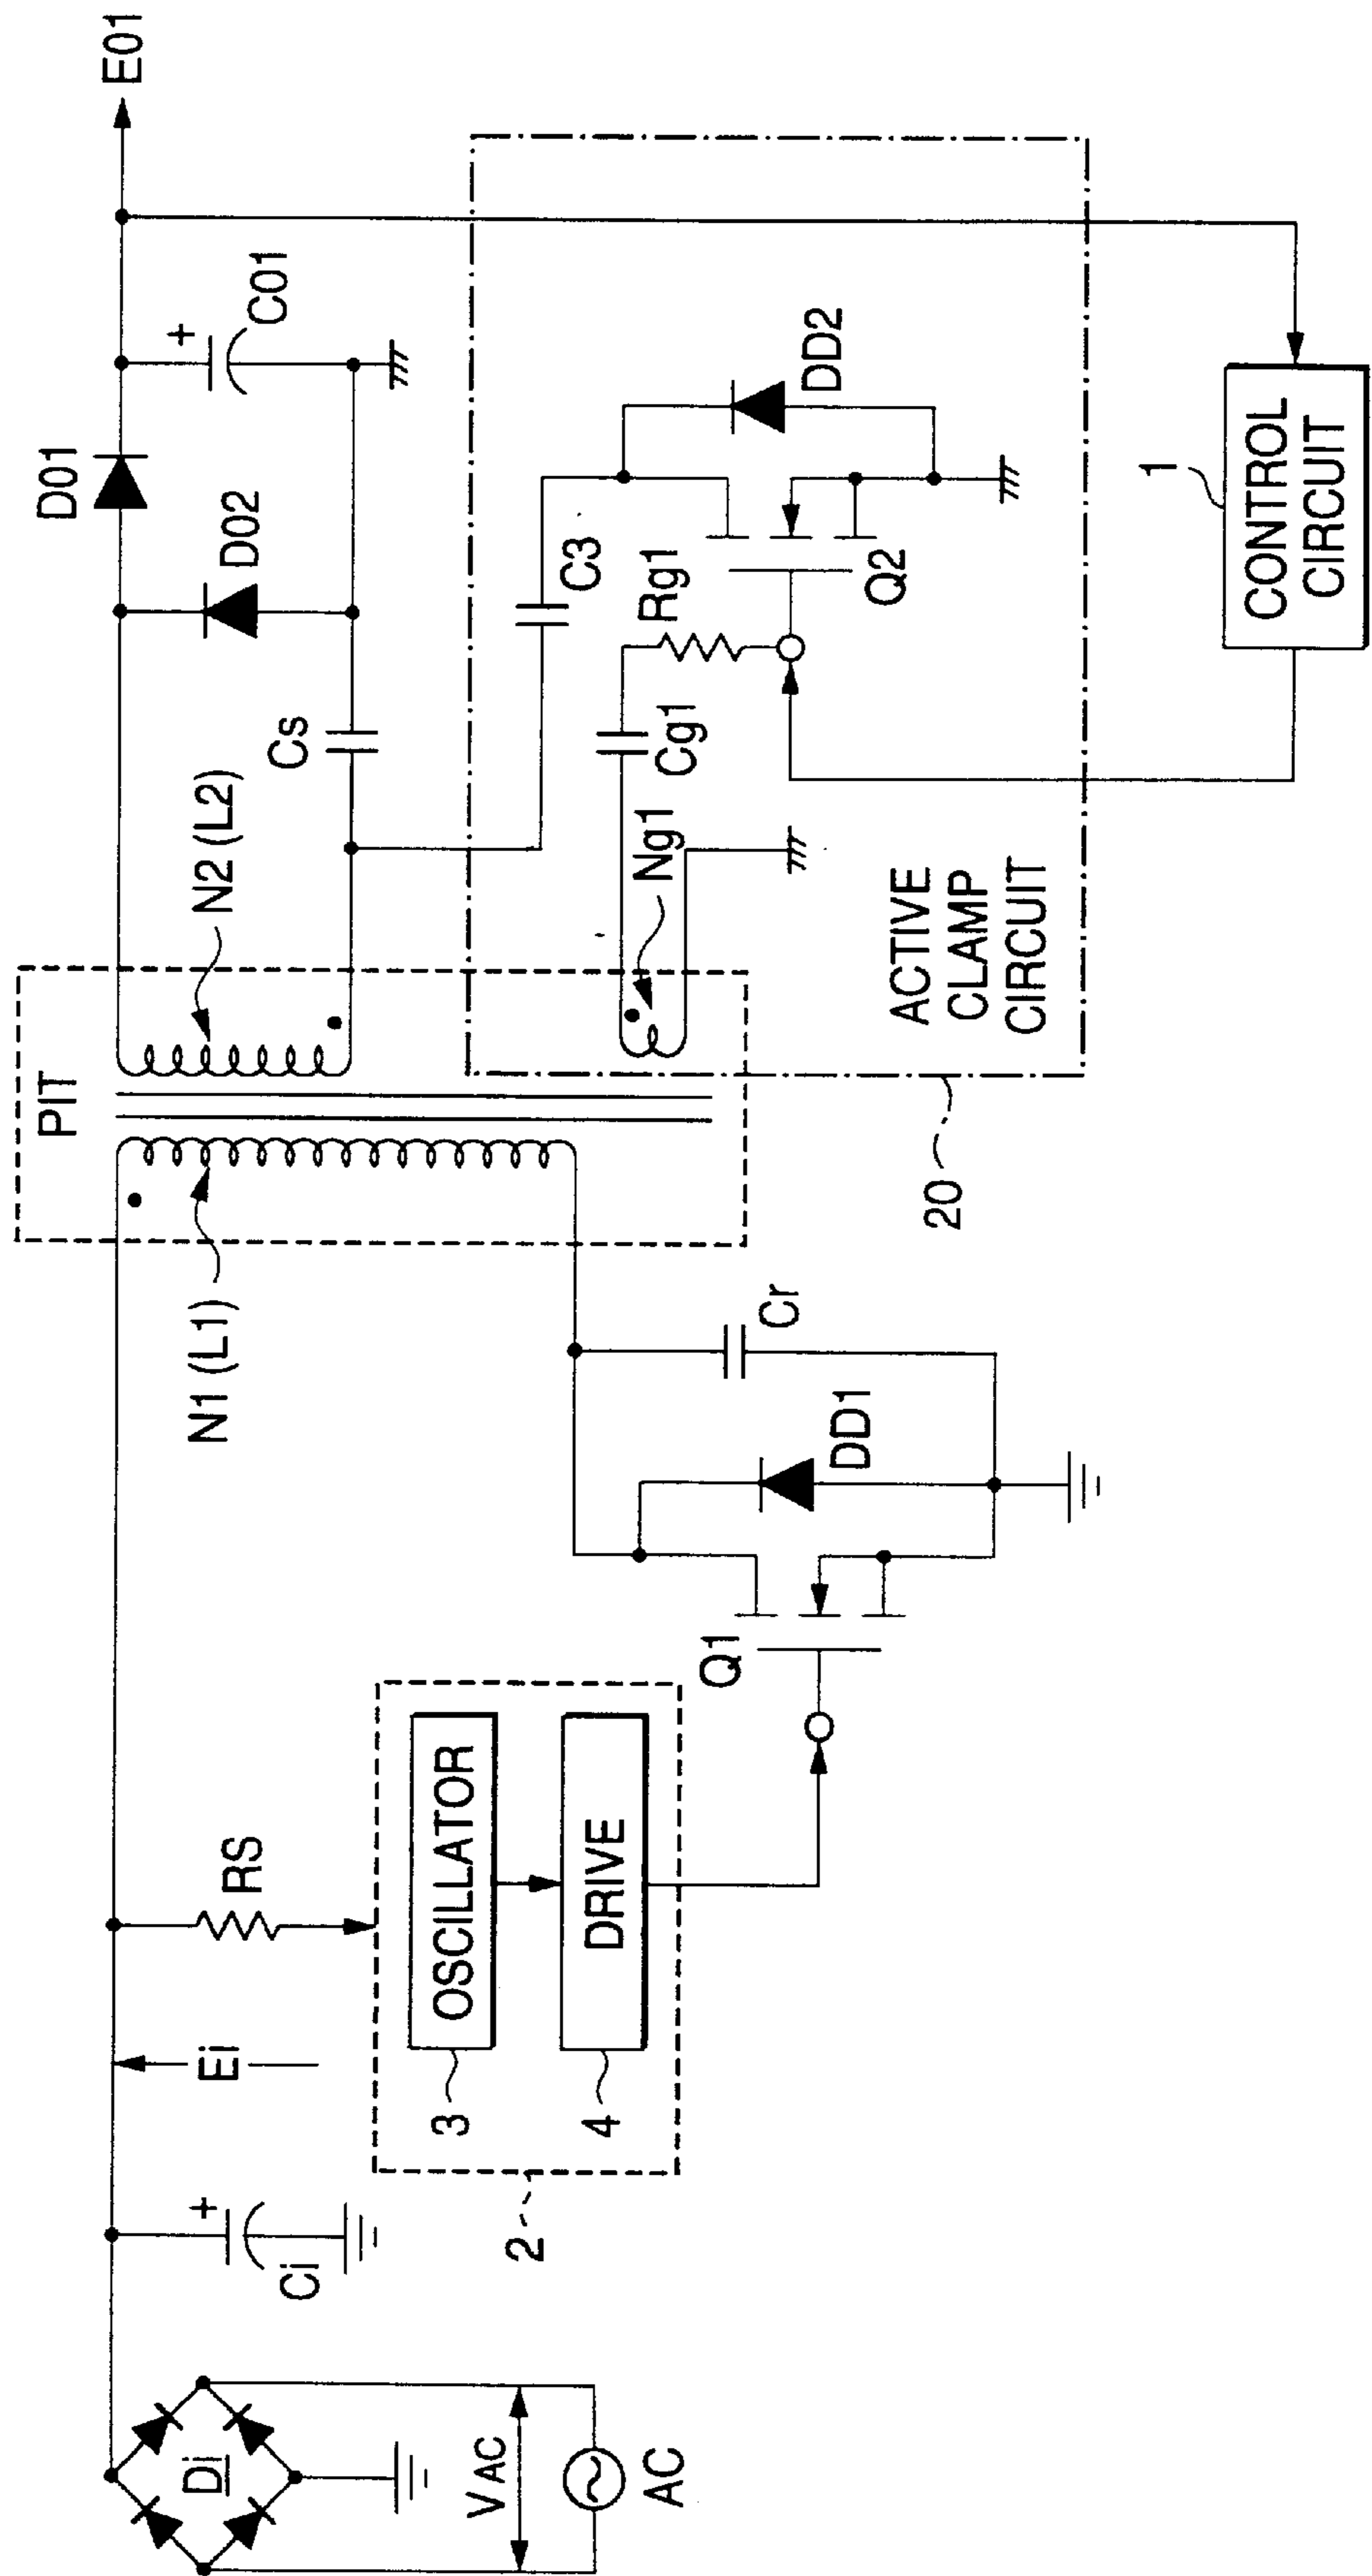 PIT
D01
E01
N1 (L1)
N2 (L2)
D02
+
C01
Cs
RS
Ei
+
Ci
Di
VAC
AC
OSCILLATOR
3
DRIVE
4
2
Q1
DD1
Cr
C3
Cg1
Rg1
Ng1
Q2
DD2
ACTIVE
CLAMP
CIRCUIT
20
1
CONTROL
CIRCUIT